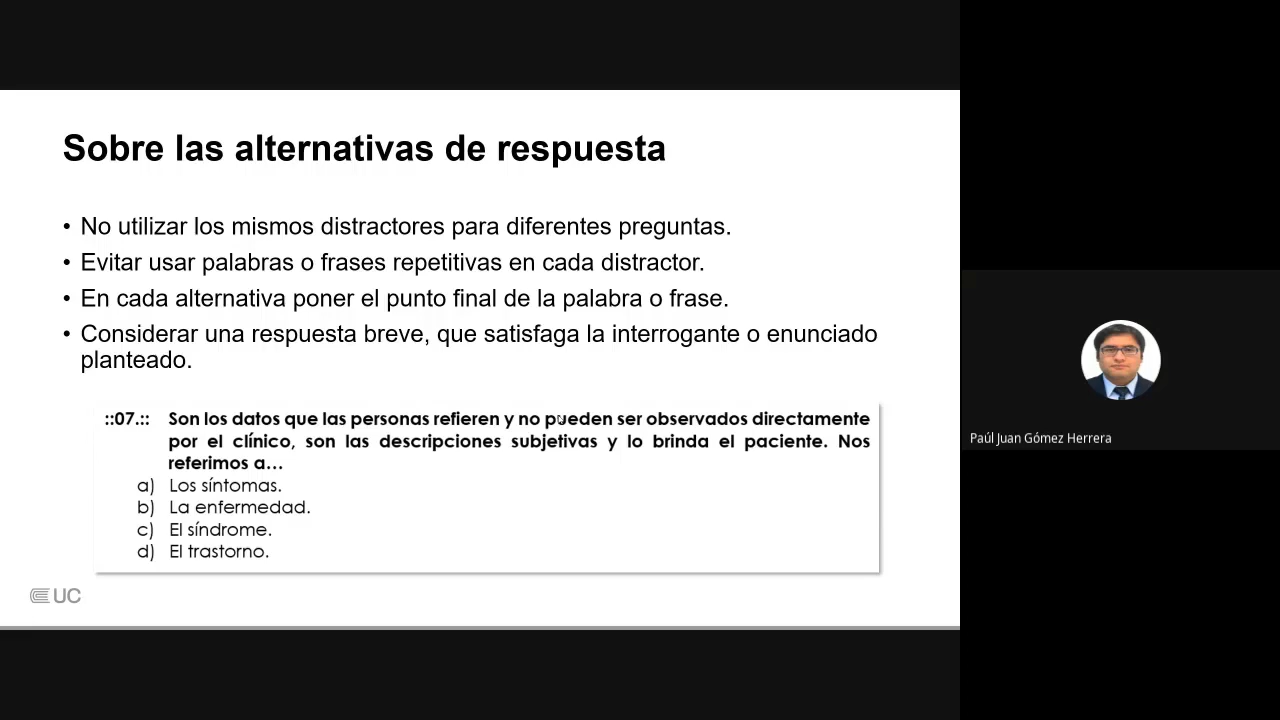 Sobre las alternativas de respuesta
• No utilizar los mismos distractores para diferentes preguntas.
• Evitar usar palabras o frases repetitivas en cada distractor.
• En cada alternativa poner el punto final de la palabra o frase.
• Considerar una respuesta breve, que satisfaga la interrogante o enunciado
planteado.
::07.:: Son los datos que las personas refieren y no pueden ser observados directamente
por el clínico, son las descripciones subjetivas y lo brinda el paciente. Nos
referimos a...
a) Los síntomas.
b) La enfermedad.
c) El síndrome.
d) El trastorno.
UC
Paúl Juan Gómez Herrera